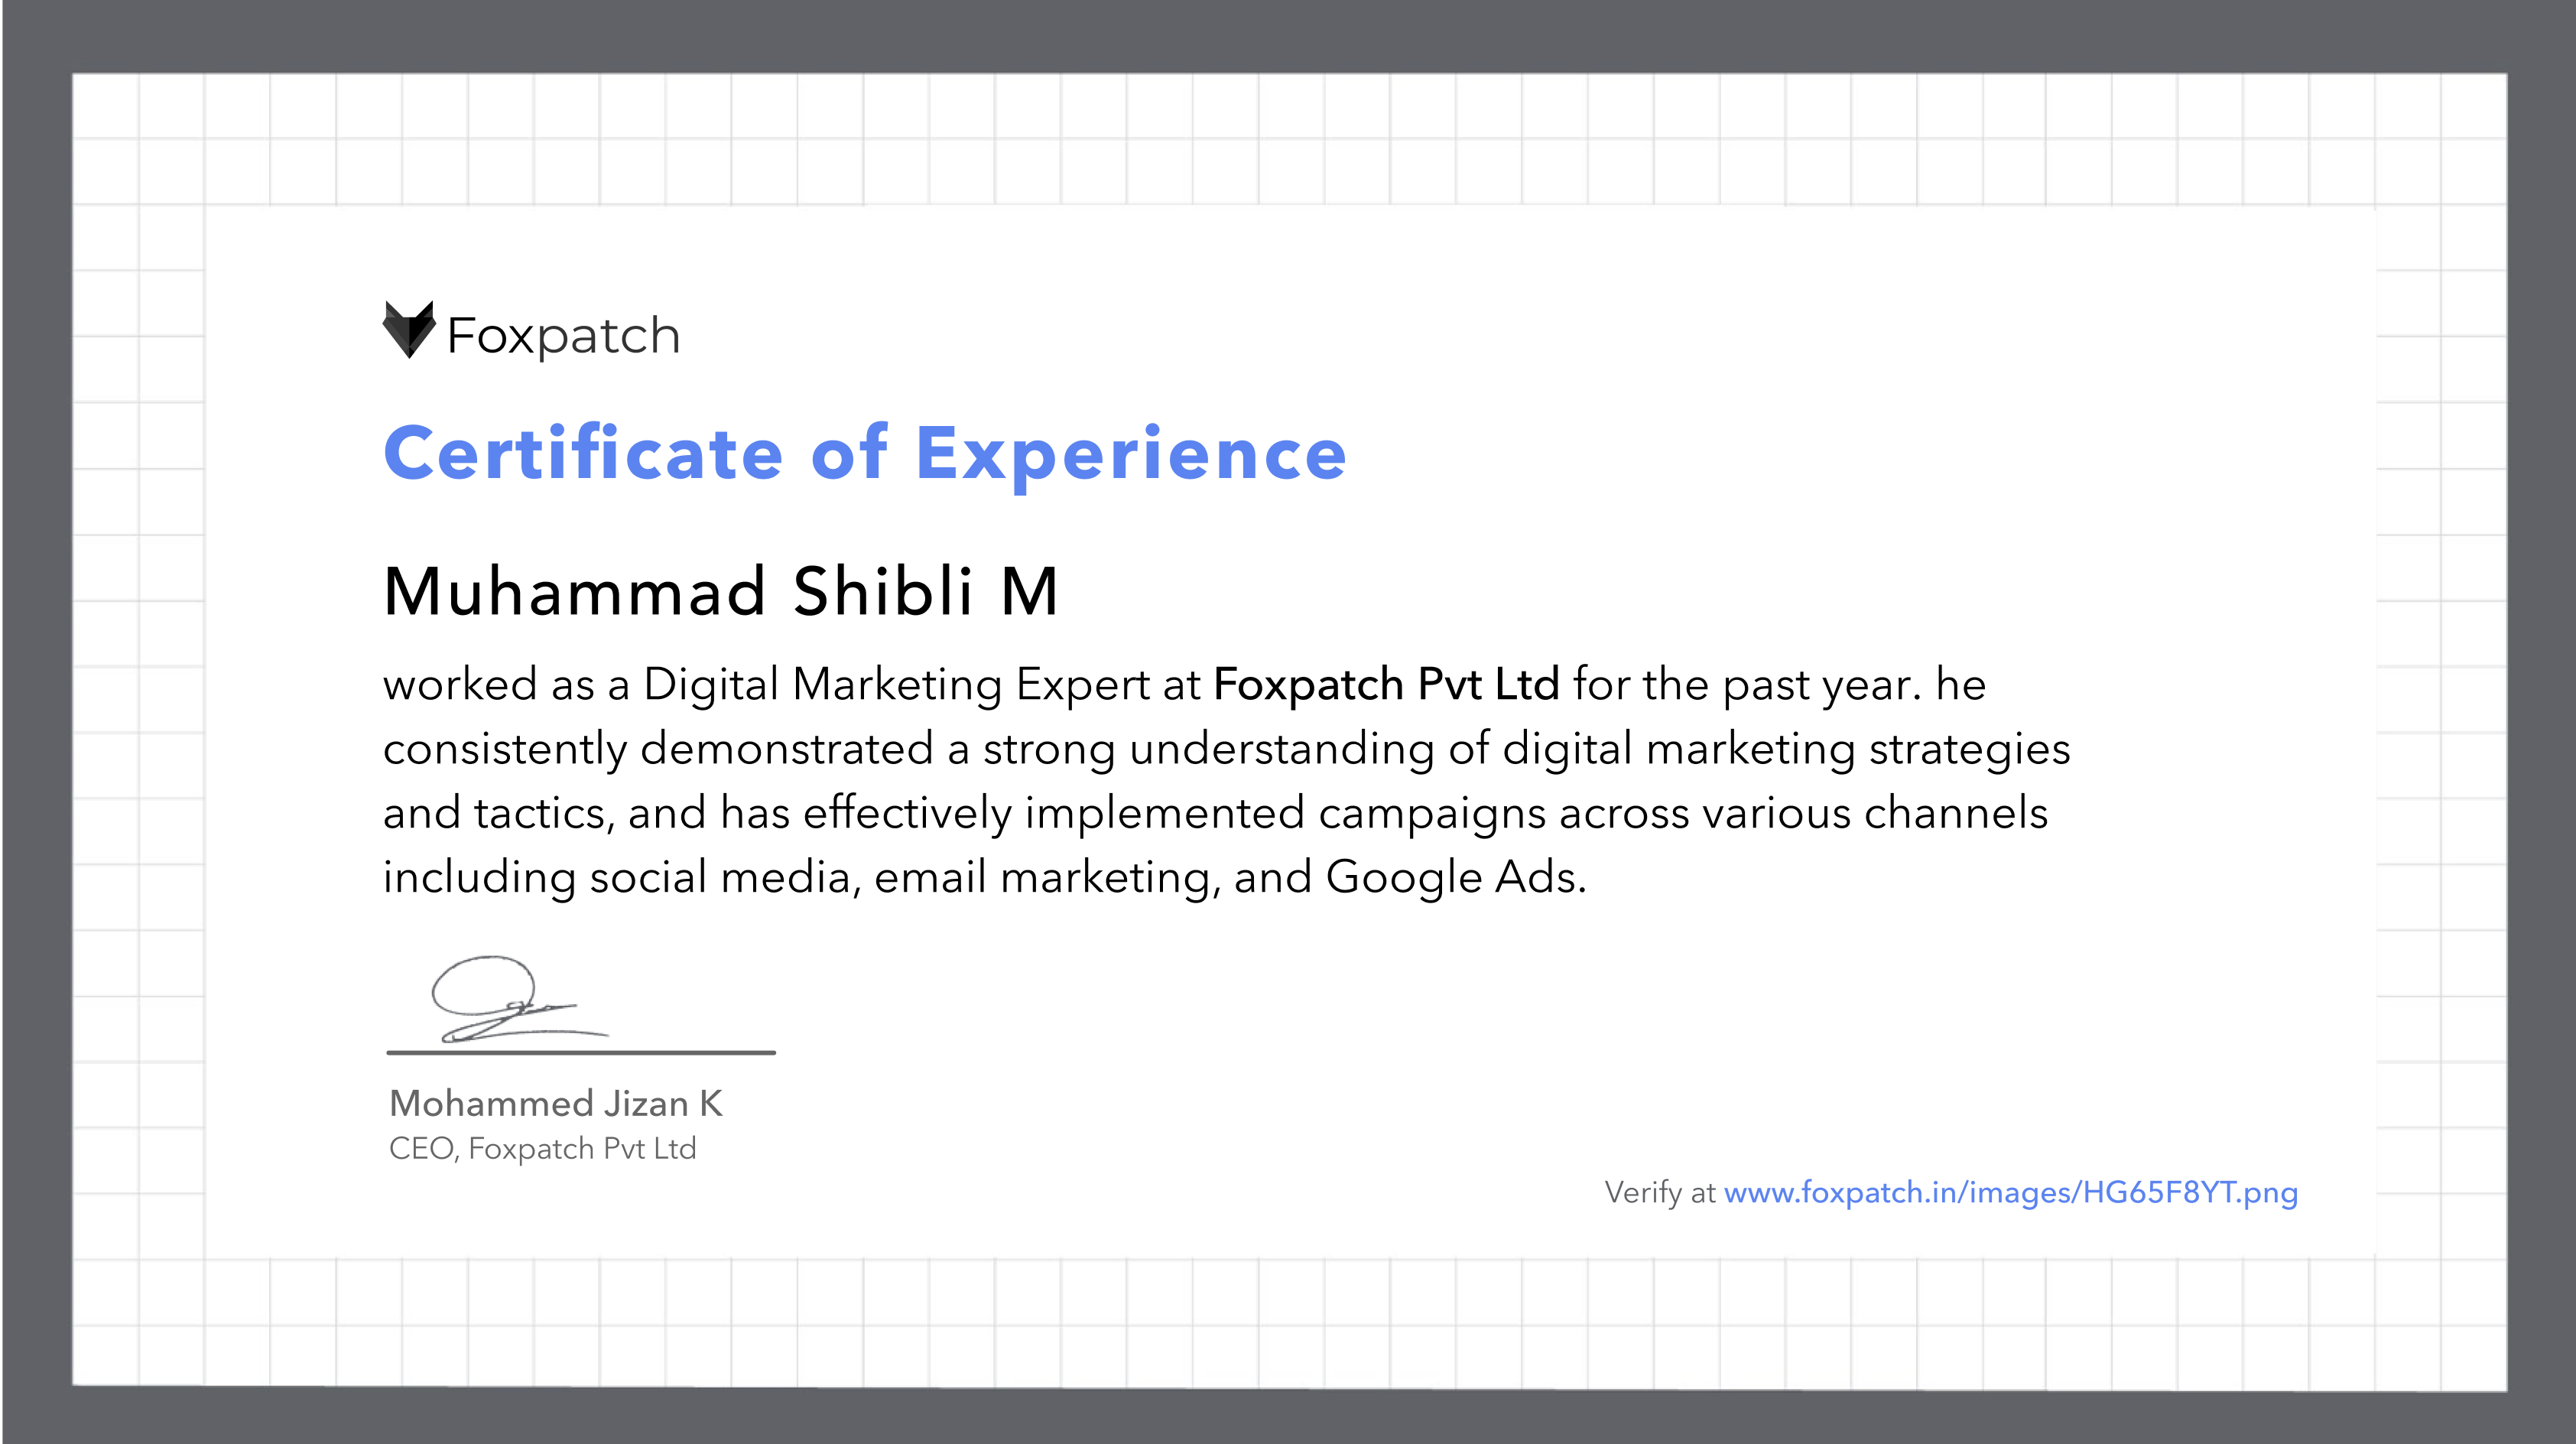 Foxpatch
Certificate of Experience
Muhammad Shibli M
worked as a Digital Marketing Expert at Foxpatch Pvt Ltd for the past year. he
consistently demonstrated a strong understanding of digital marketing strategies
and tactics, and has effectively implemented campaigns across various channels
including social media, email marketing, and Google Ads.
Mohammed Jizan K
CEO, Foxpatch Pvt Ltd
Verify at www.foxpatch.in/images/HG65F8YT.png